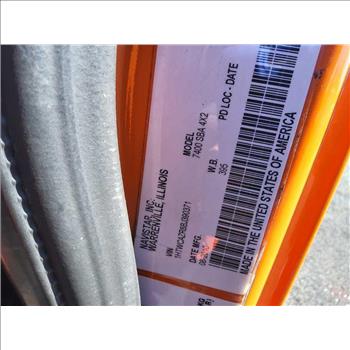 NAVISTAR, INC.
WARRENVILLE, ILLINOIS
MODEL
7400 SBA 4X2
PD LOC - DATE
VIN
W.B.
395
DATE MFG.
MADE IN THE UNITED STATES OF AMERICA